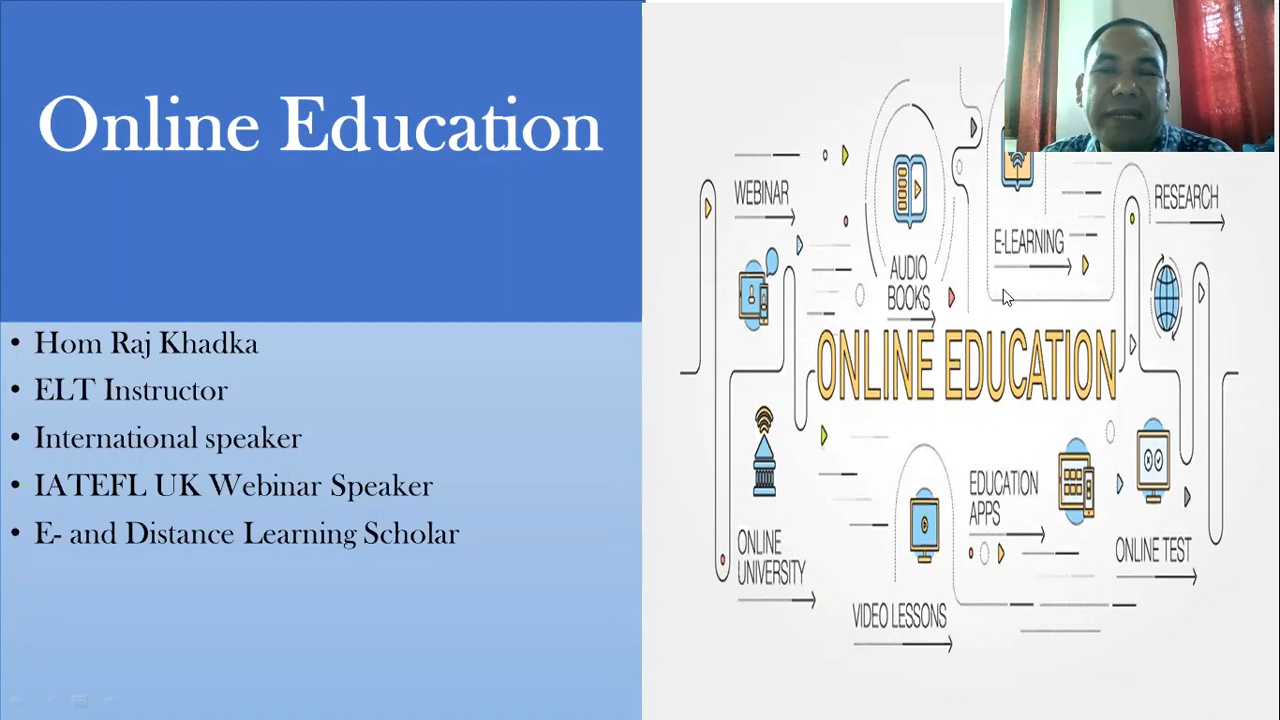 Online Education
• Hom Raj Khadka
• ELT Instructor
• International speaker
• IATEFL UK Webinar Speaker
• E- and Distance Learning Scholar
WEBINAR
AUDIO
BOOKS
E-LEARNING
RESEARCH
ONLINE EDUCATION
ONLINE
UNIVERSITY
VIDEO LESSONS
EDUCATION
APPS
ONLINE TEST